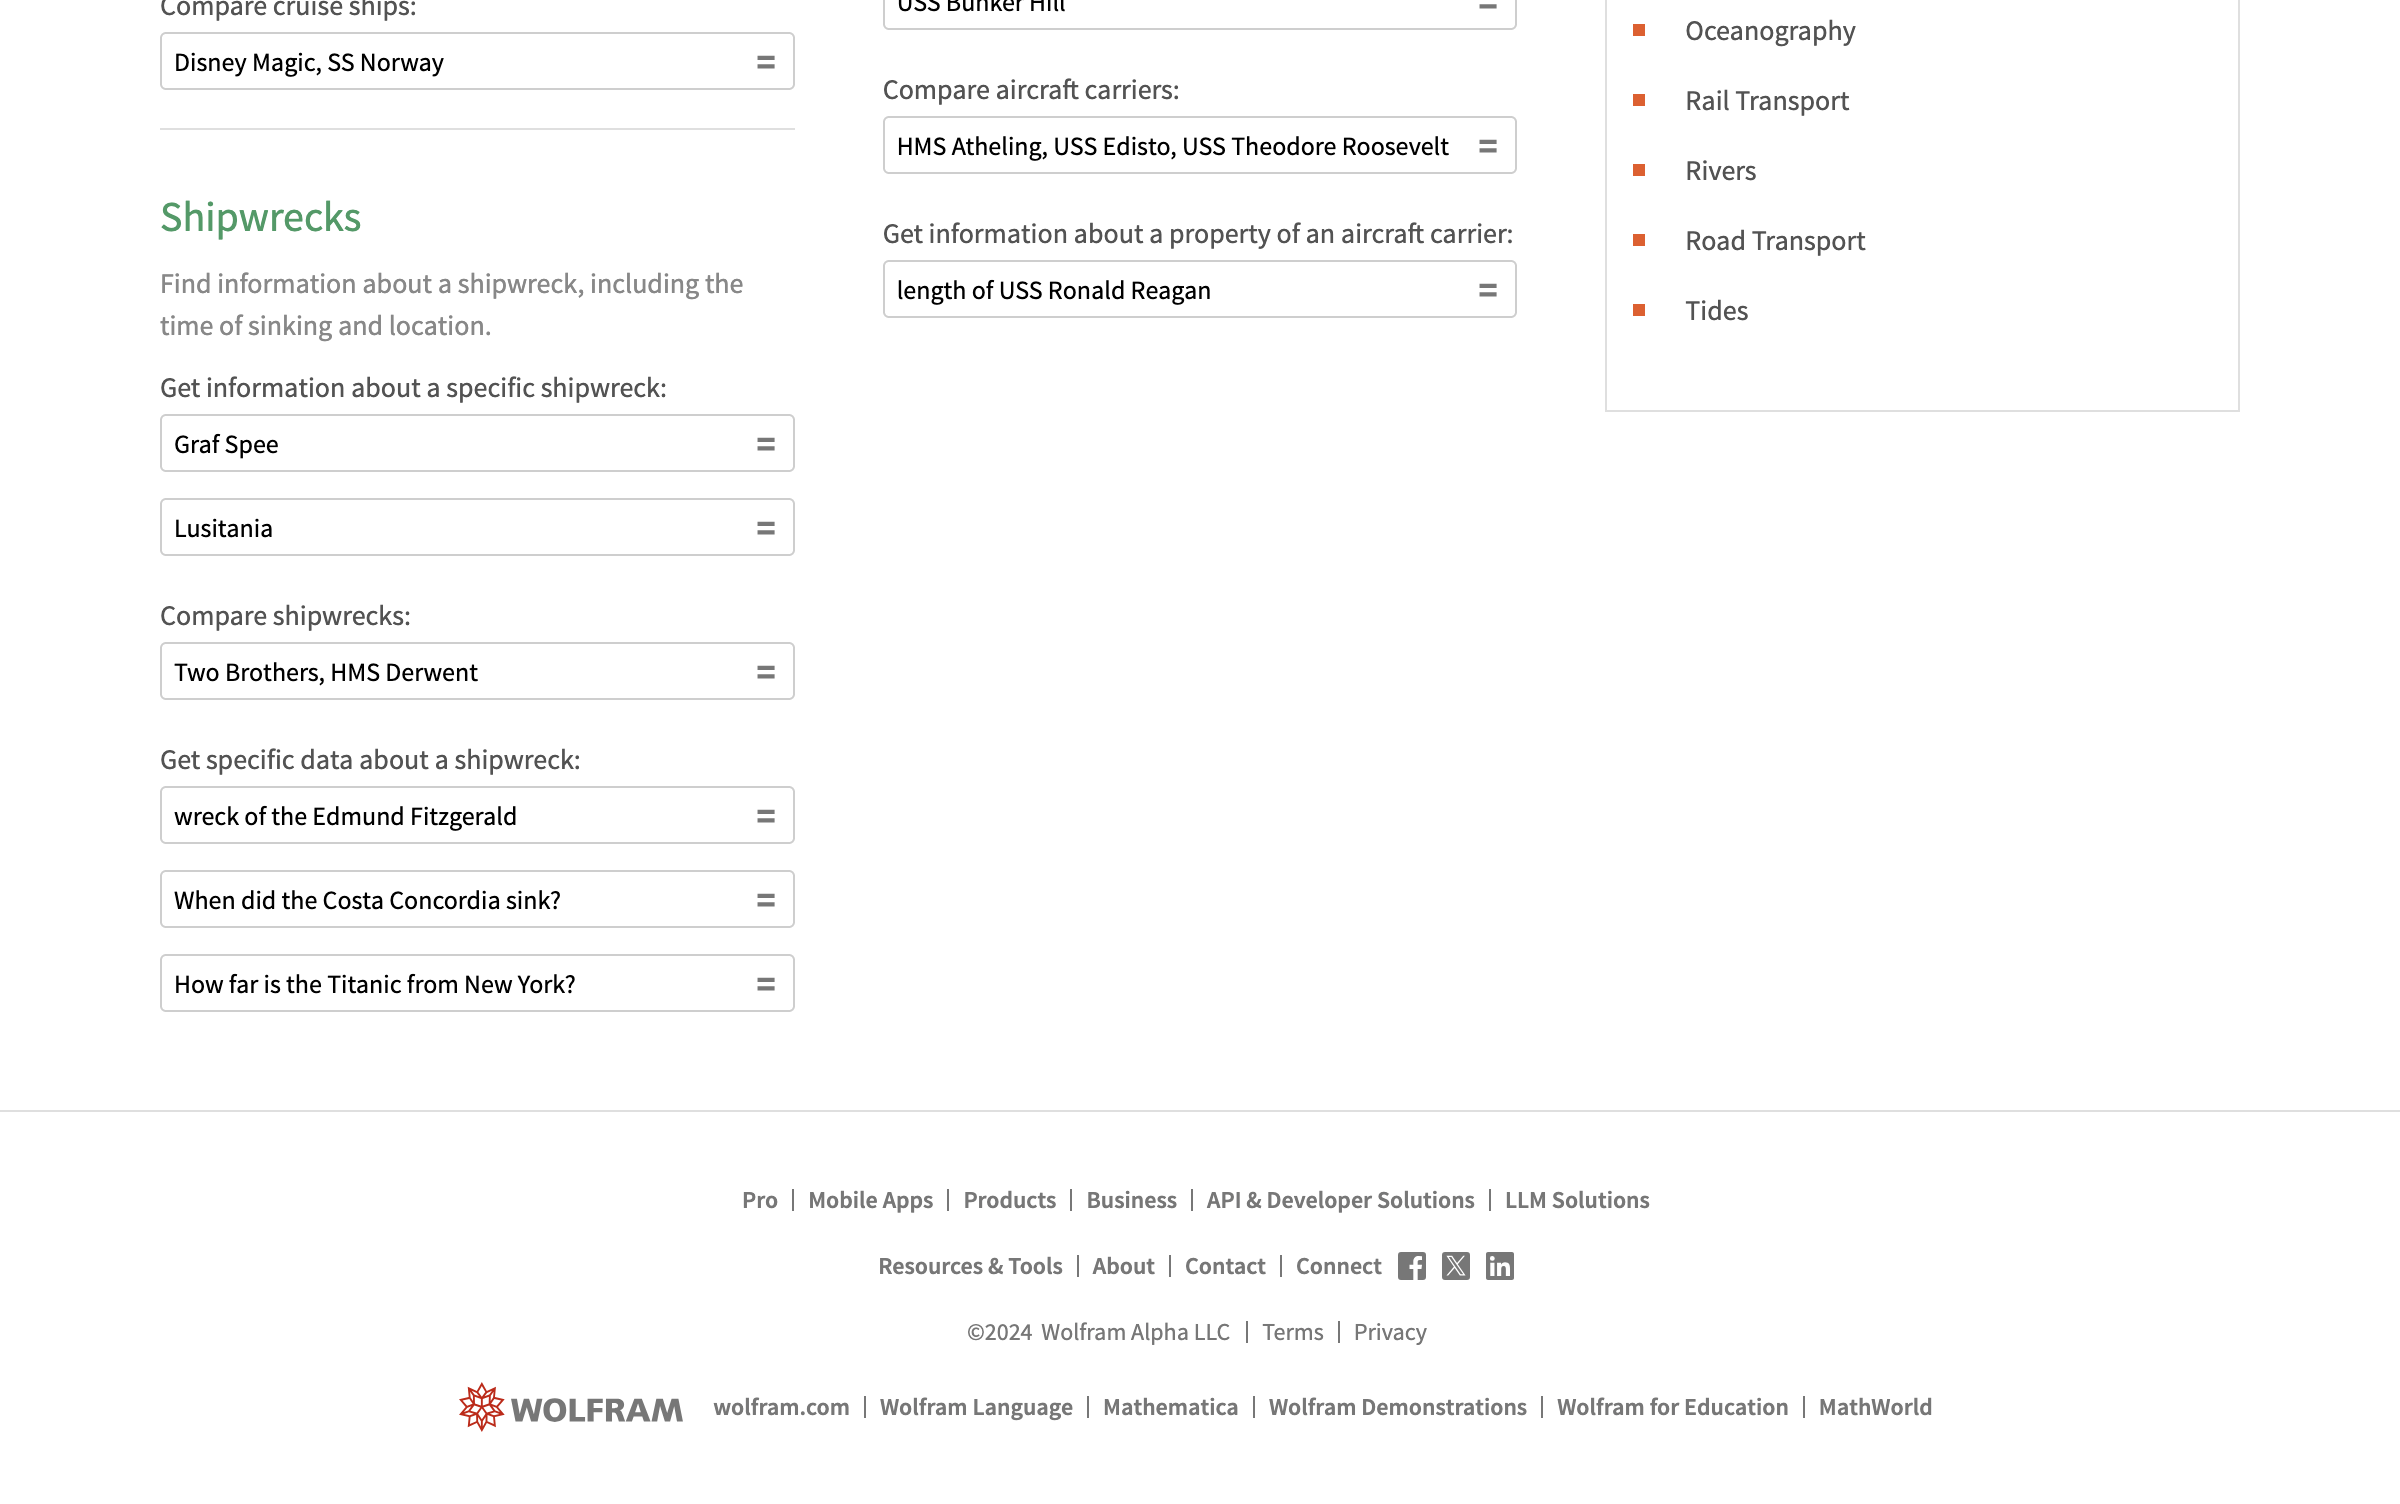 Compare cruise ships:
Disney Magic, SS Norway
Shipwrecks
Find information about a shipwreck, including the
time of sinking and location.
Get information about a specific shipwreck:
Graf Spee
Lusitania
Compare shipwrecks:
Two Brothers, HMS Derwent
Get specific data about a shipwreck:
wreck of the Edmund Fitzgerald
When did the Costa Concordia sink?
How far is the Titanic from New York?
USS Bunker Hill
Compare aircraft carriers:
HMS Atheling, USS Edisto, USS Theodore Roosevelt
Get information about a property of an aircraft carrier:
length of USS Ronald Reagan
Oceanography
Rail Transport
Rivers
Road Transport
Tides
Pro | Mobile Apps | Products | Business | API & Developer Solutions | LLM Solutions
Resources & Tools | About | Contact | Connect
©2024 Wolfram Alpha LLC | Terms | Privacy
WOLFRAM wolfram.com | Wolfram Language | Mathematica | Wolfram Demonstrations | Wolfram for Education | MathWorld